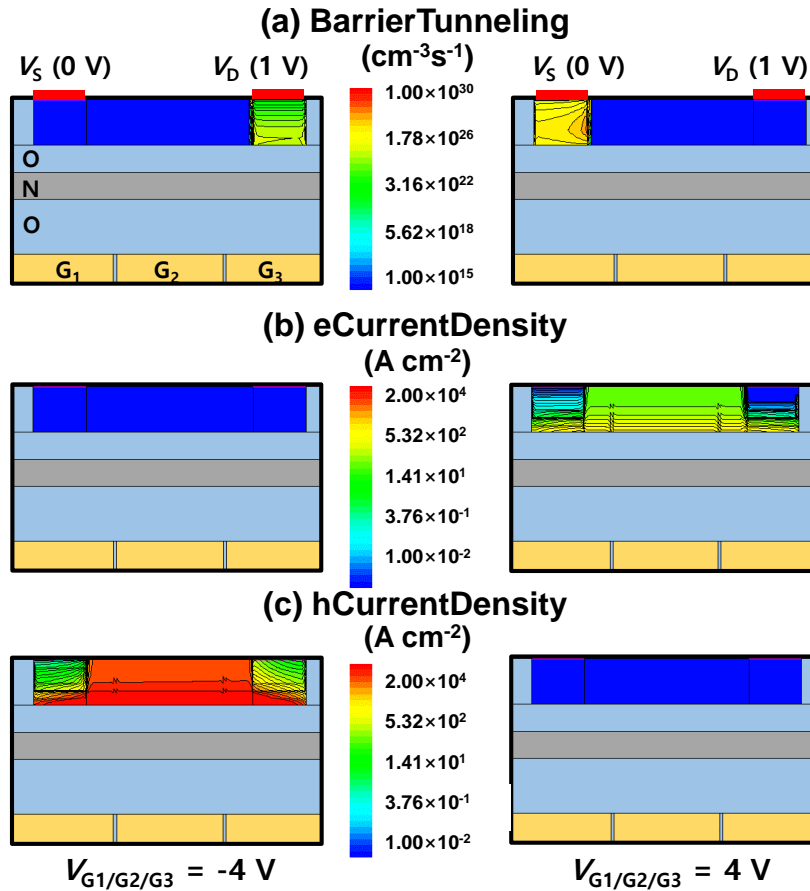 (a) BarrierTunneling
(cm⁻³s⁻¹)
V_S (0 V) V_D (1 V) V_S (0 V) V_D (1 V)
1.00×10³⁰
1.78×10²⁶
3.16×10²²
5.62×10¹⁸
1.00×10¹⁵
O
N
O
G₁ G₂ G₃
(b) eCurrentDensity
(A cm⁻²)
2.00×10⁴
5.32×10²
1.41×10¹
3.76×10⁻¹
1.00×10⁻²
(c) hCurrentDensity
(A cm⁻²)
2.00×10⁴
5.32×10²
1.41×10¹
3.76×10⁻¹
1.00×10⁻²
V_G1/G2/G3 = -4 V V_G1/G2/G3 = 4 V